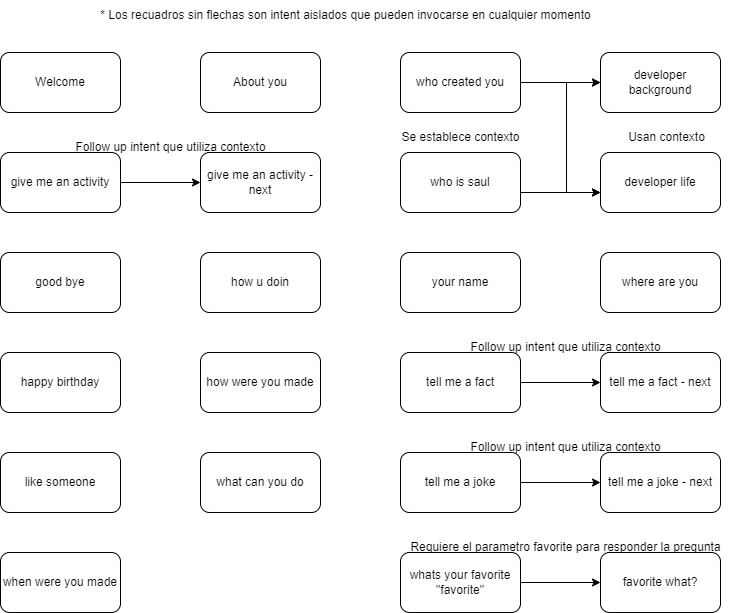 * Los recuadros sin flechas son intent aislados que pueden invocarse en cualquier momento
Welcome
About you
who created you
developer
background
Follow up intent que utiliza contexto
Se establece contexto
Usan contexto
give me an activity
give me an activity -
next
who is saul
developer life
good bye
how u doin
your name
where are you
Follow up intent que utiliza contexto
happy birthday
how were you made
tell me a fact
tell me a fact - next
Follow up intent que utiliza contexto
like someone
what can you do
tell me a joke
tell me a joke - next
Requiere el parametro favorite para responder la pregunta
when were you made
whats your favorite
"favorite"
favorite what?